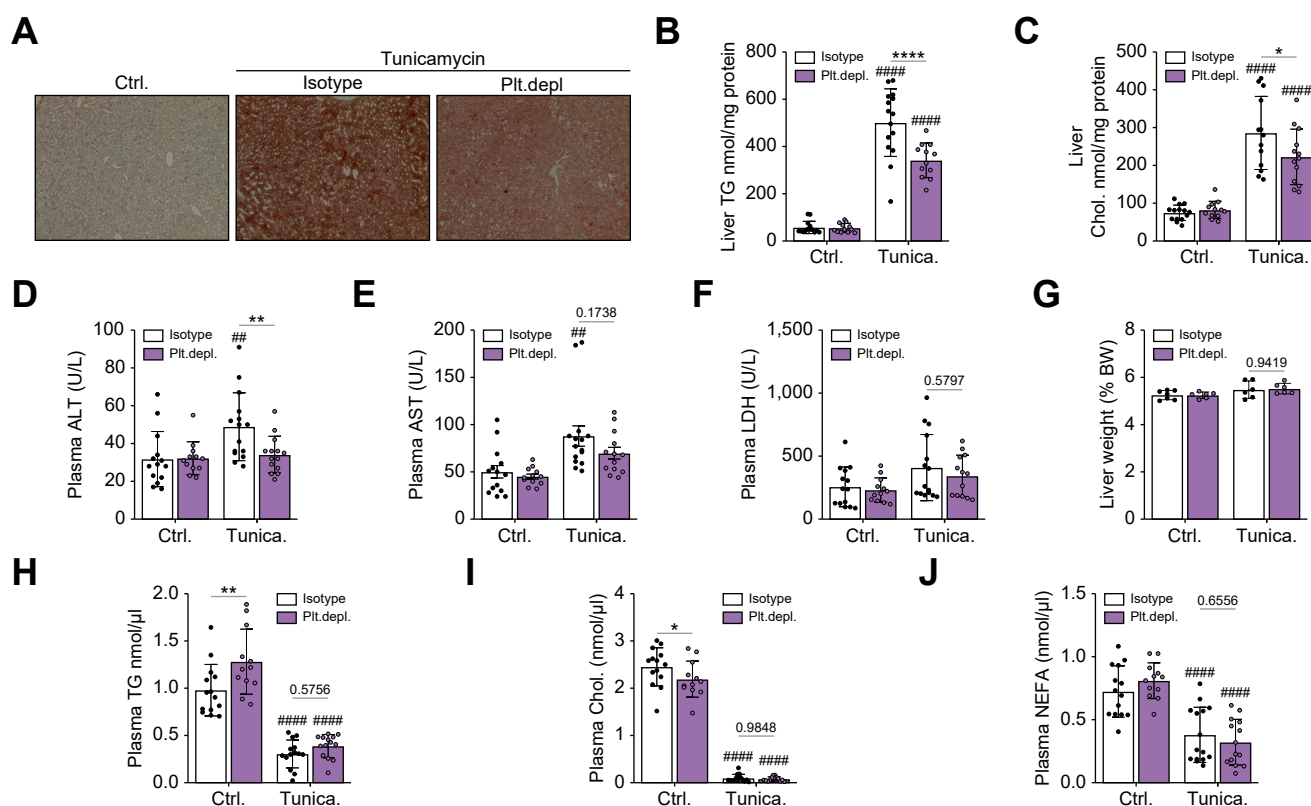 A
Tunicamycin
Ctrl.
Isotype
Plt.depl
B
Liver TG nmol/mg protein
800
600
400
200
0
Isotype
Plt.depl.
****
####
####
Ctrl.
Tunica.
C
Liver
Chol. nmol/mg protein
500
400
300
200
100
0
Isotype
Plt.depl.
*
####
####
Ctrl.
Tunica.
D
Plasma ALT (U/L)
100
80
60
40
20
0
Isotype
Plt.depl.
**
##
Ctrl.
Tunica.
E
Plasma AST (U/L)
200
150
100
50
0
Isotype
Plt.depl.
0.1738
##
Ctrl.
Tunica.
F
Plasma LDH (U/L)
1,500
1,000
500
0
Isotype
Plt.depl.
0.5797
Ctrl.
Tunica.
G
Liver weight (% BW)
8
6
4
2
0
Isotype
Plt.depl.
0.9419
Ctrl.
Tunica.
H
Plasma TG nmol/μl
2.0
1.5
1.0
0.5
0.0
**
Isotype
Plt.depl.
0.5756
####
####
Ctrl.
Tunica.
I
Plasma Chol. (nmol/μl)
4
3
2
1
0
*
Isotype
Plt.depl.
0.9848
####
####
Ctrl.
Tunica.
J
Plasma NEFA (nmol/μl)
1.5
1.0
0.5
0.0
Isotype
Plt.depl.
0.6556
####
####
Ctrl.
Tunica.